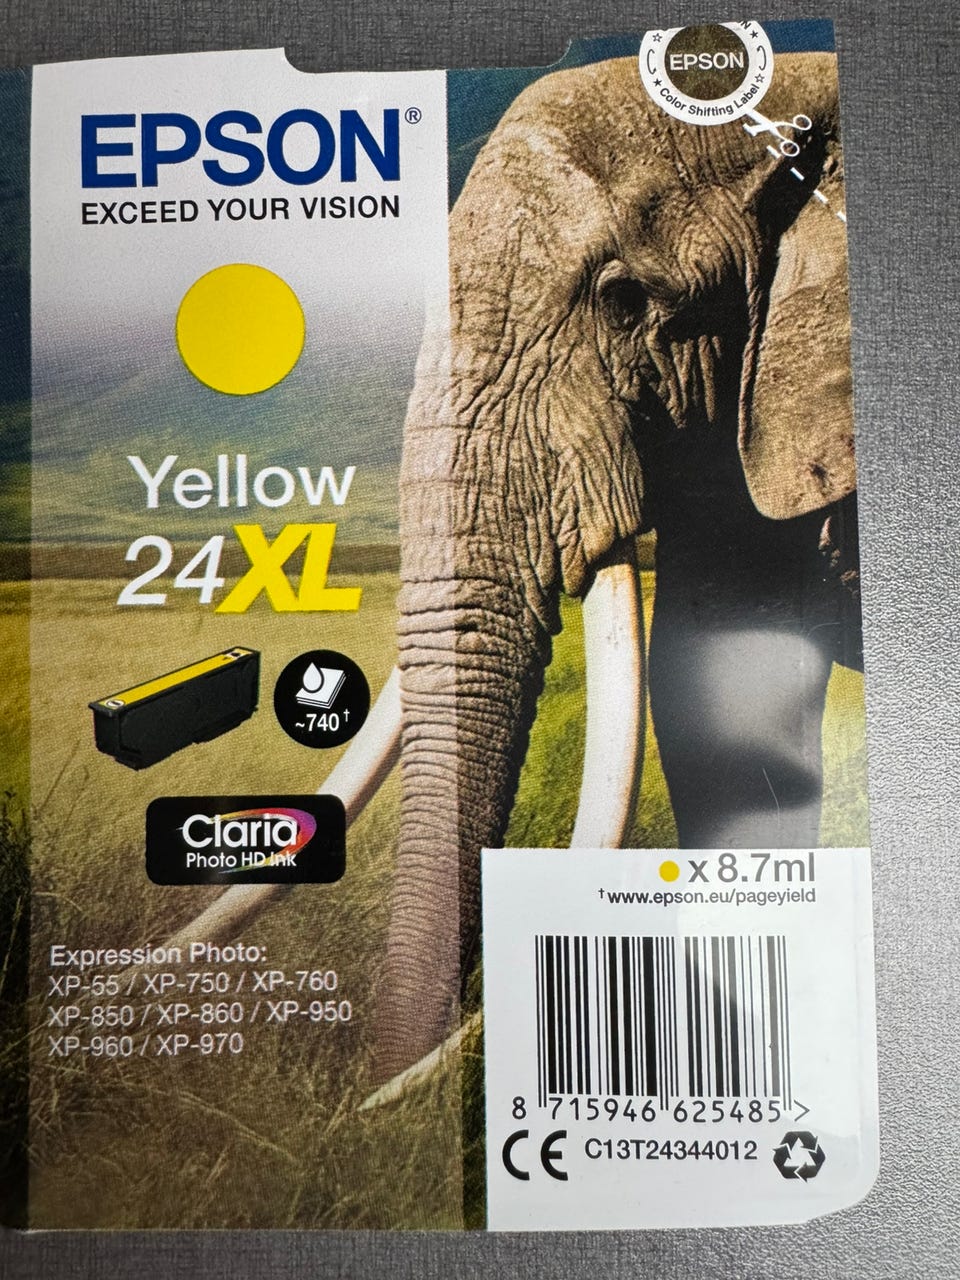 EPSON
Color Shifting Label
EPSON®
EXCEED YOUR VISION
Yellow
24XL
~740†
Claria
Photo HD Ink
x 8.7ml
† www.epson.eu/pageyield
Expression Photo:
XP-55 / XP-750 / XP-760
XP-850 / XP-860 / XP-950
XP-960 / XP-970
8 715946 625485 >
CE C13T24344012